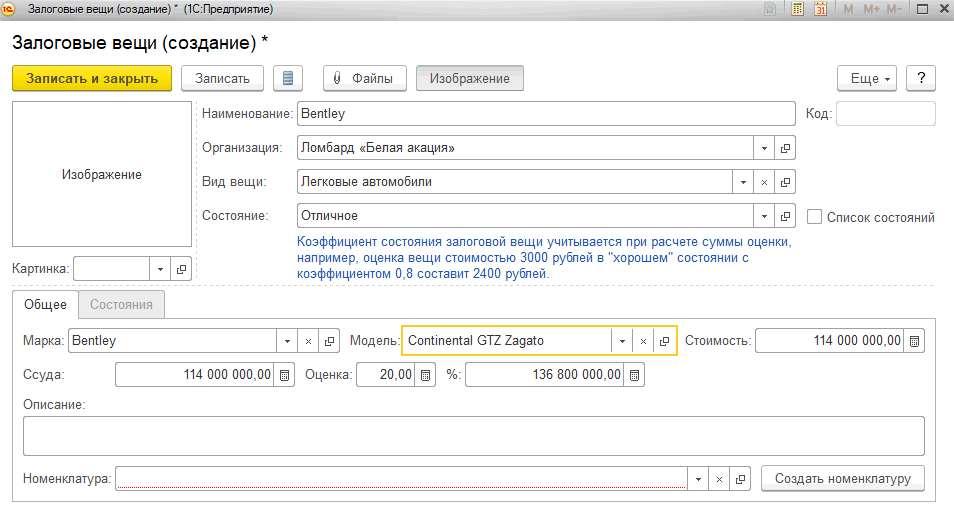 Залоговые вещи (создание) * (1С:Предприятие)
31 M M+ M-
Залоговые вещи (создание) *
Записать и закрыть Записать Файлы Изображение Еще ?
Изображение
Наименование: Bentley Код:
Организация: Ломбард «Белая акация»
Вид вещи: Легковые автомобили
Состояние: Отличное Список состояний
Коэффициент состояния залоговой вещи учитывается при расчете суммы оценки,
например, оценка вещи стоимостью 3000 рублей в "хорошем" состоянии с
коэффициентом 0,8 составит 2400 рублей.
Картинка:
Общее Состояния
Марка: Bentley Модель: Continental GTZ Zagato Стоимость: 114 000 000,00
Ссуда: 114 000 000,00 Оценка: 20,00 %: 136 800 000,00
Описание:
Номенклатура: Создать номенклатуру